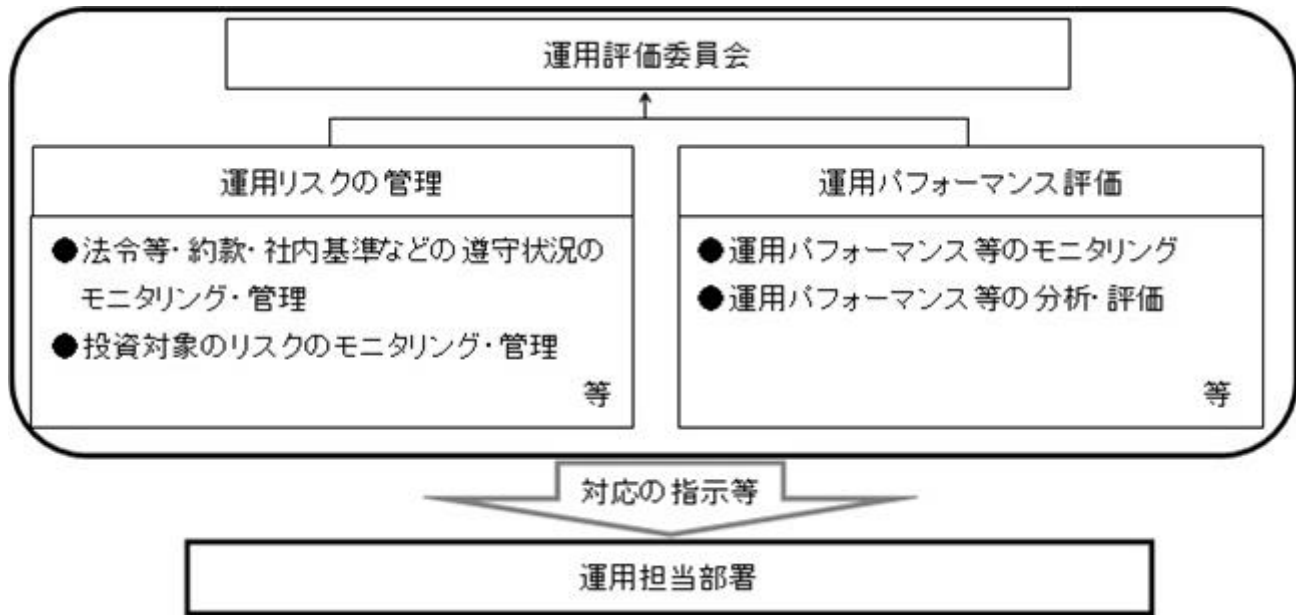 運用評価委員会
運用リスクの管理
●法令等・約款・社内基準などの遵守状況の
モニタリング・管理
●投資対象のリスクのモニタリング・管理
等
運用パフォーマンス評価
●運用パフォーマンス等のモニタリング
●運用パフォーマンス等の分析・評価
等
対応の指示等
運用担当部署